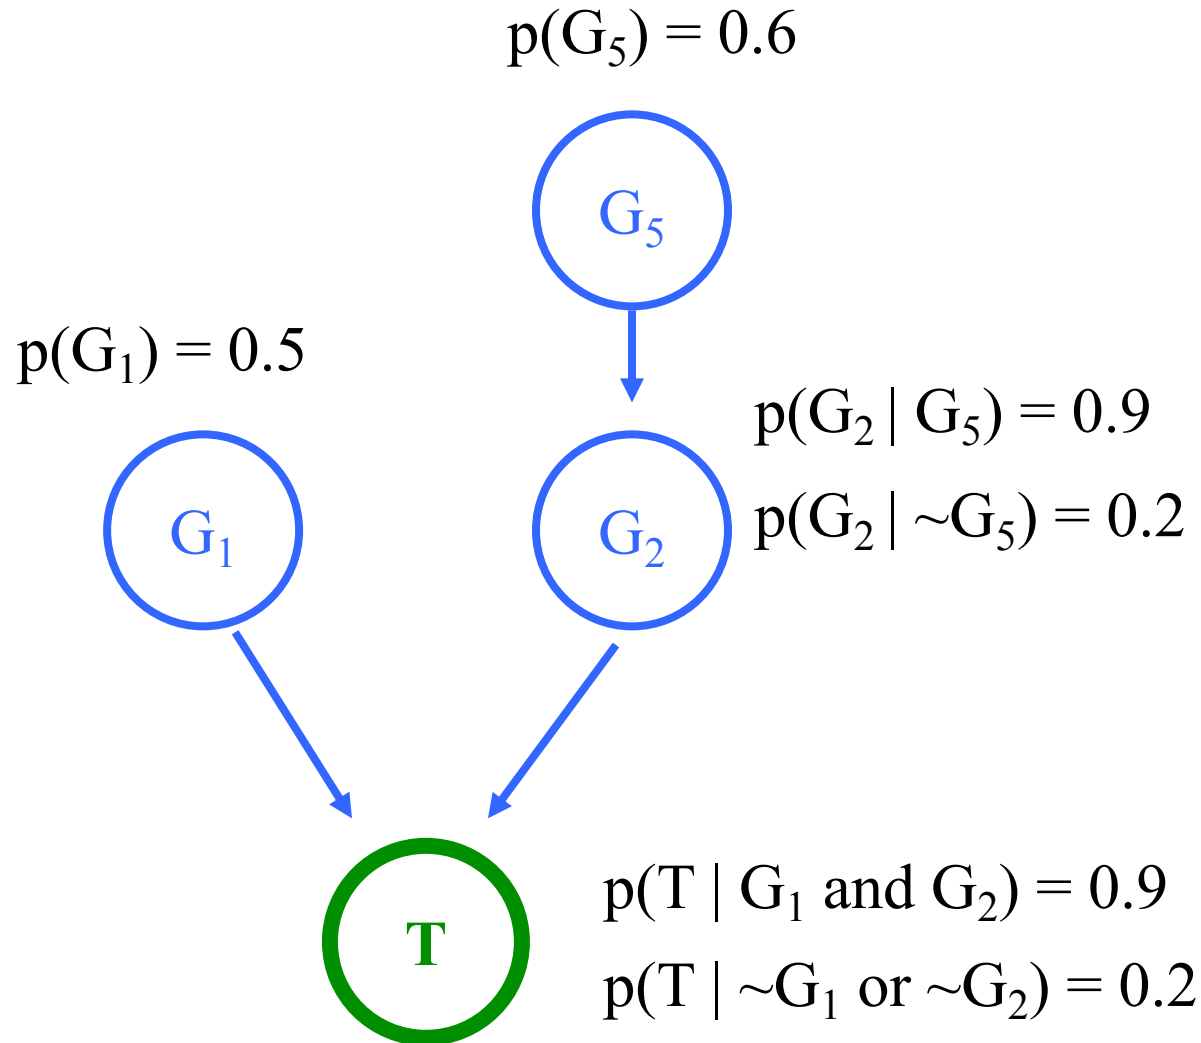 p(G₅) = 0.6
G₅
p(G₁) = 0.5
p(G₂ | G₅) = 0.9
G₁
G₂
p(G₂ | ~G₅) = 0.2
p(T | G₁ and G₂) = 0.9
T
p(T | ~G₁ or ~G₂) = 0.2